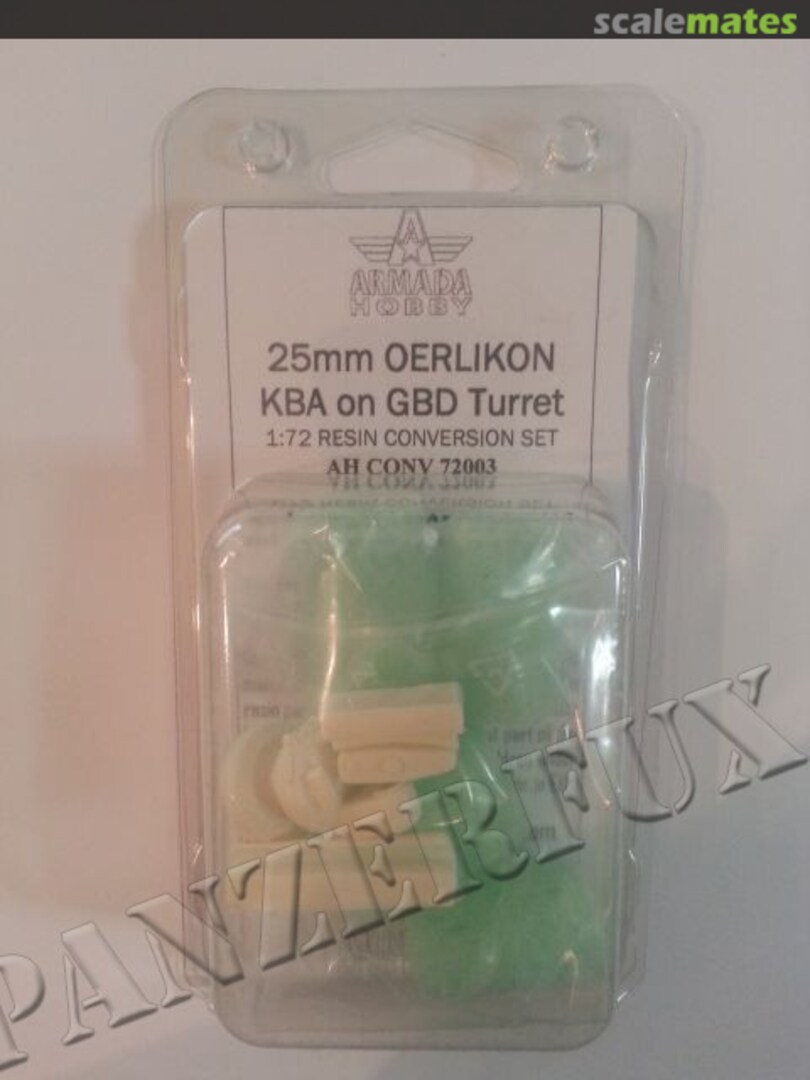 scalemates
ARMADA
HOBBY
25mm OERLIKON
KBA on GBD Turret
1:72 RESIN CONVERSION SET
AH CONV 72003
PANZERFUX